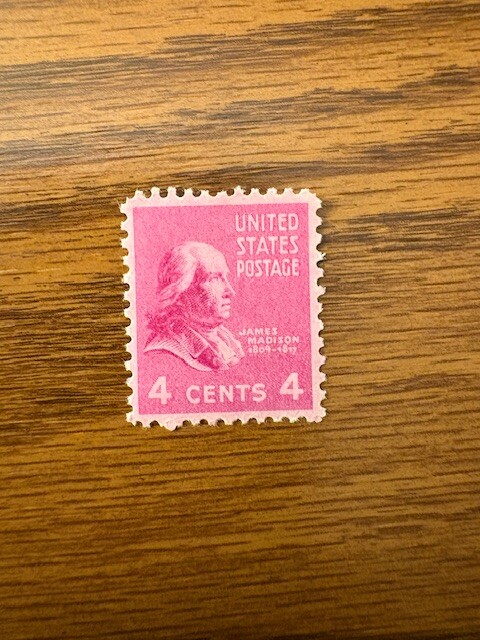 UNITED
STATES
POSTAGE
JAMES
MADISON
1809-1817
4 CENTS 4